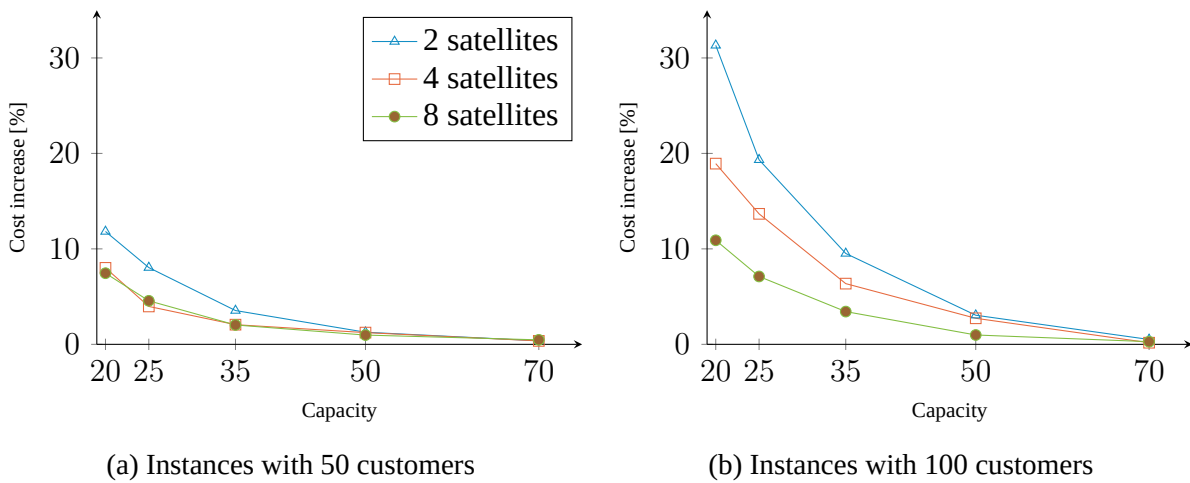 30
20
10
0
Cost increase [%]
20 25 35 50 70
Capacity
2 satellites
4 satellites
8 satellites
(a) Instances with 50 customers
30
20
10
0
Cost increase [%]
20 25 35 50 70
Capacity
(b) Instances with 100 customers